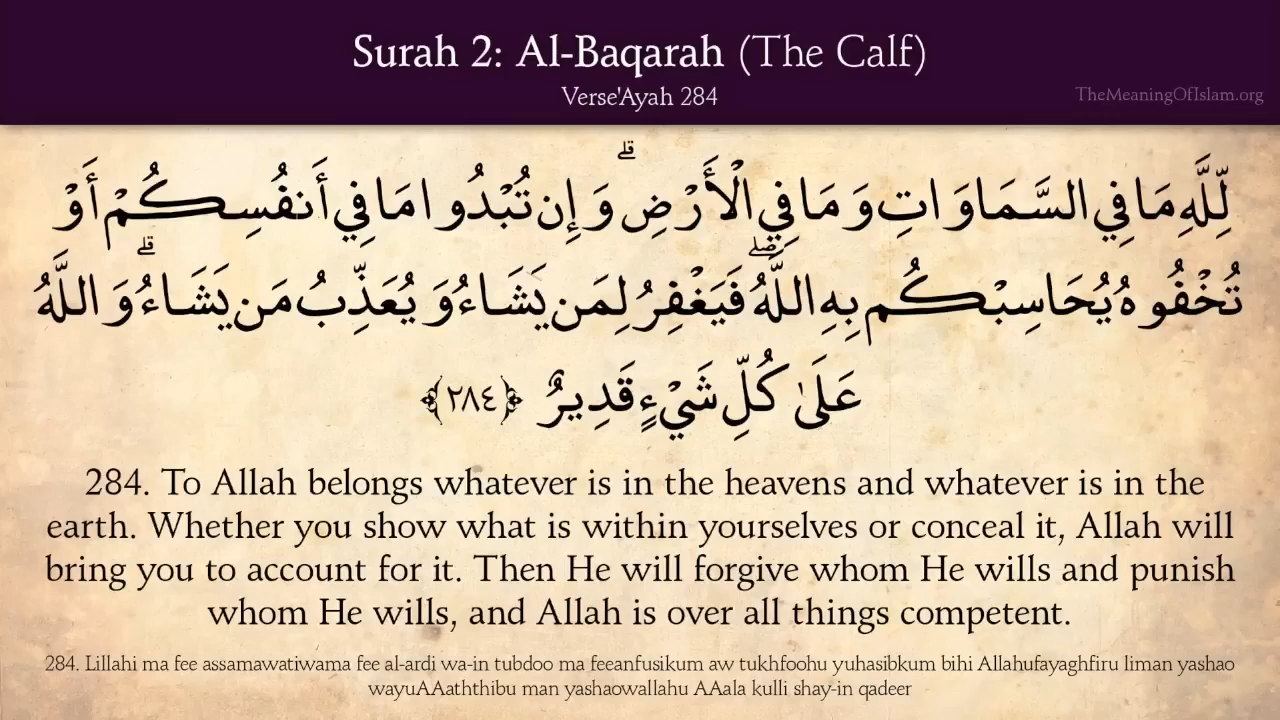 Surah 2: Al-Baqarah (The Calf)
Verse'Ayah 284
TheMeaningOfIslam.org
لِّلَّهِ مَا فِي السَّمَاوَاتِ وَمَا فِي الْأَرْضِ ۗ وَإِن تُبْدُوا مَا فِي أَنفُسِكُمْ أَوْ
تُخْفُوهُ يُحَاسِبْكُم بِهِ اللَّهُ ۖ فَيَغْفِرُ لِمَن يَشَاءُ وَيُعَذِّبُ مَن يَشَاءُ ۗ وَاللَّهُ
عَلَىٰ كُلِّ شَيْءٍ قَدِيرٌ ﴿٢٨٤﴾
284. To Allah belongs whatever is in the heavens and whatever is in the
earth. Whether you show what is within yourselves or conceal it, Allah will
bring you to account for it. Then He will forgive whom He wills and punish
whom He wills, and Allah is over all things competent.
284. Lillahi ma fee assamawatiwama fee al-ardi wa-in tubdoo ma feeanfusikum aw tukhfoohu yuhasibkum bihi Allahufayaghfiru liman yashao
wayuAAaththibu man yashaowallahu AAala kulli shay-in qadeer